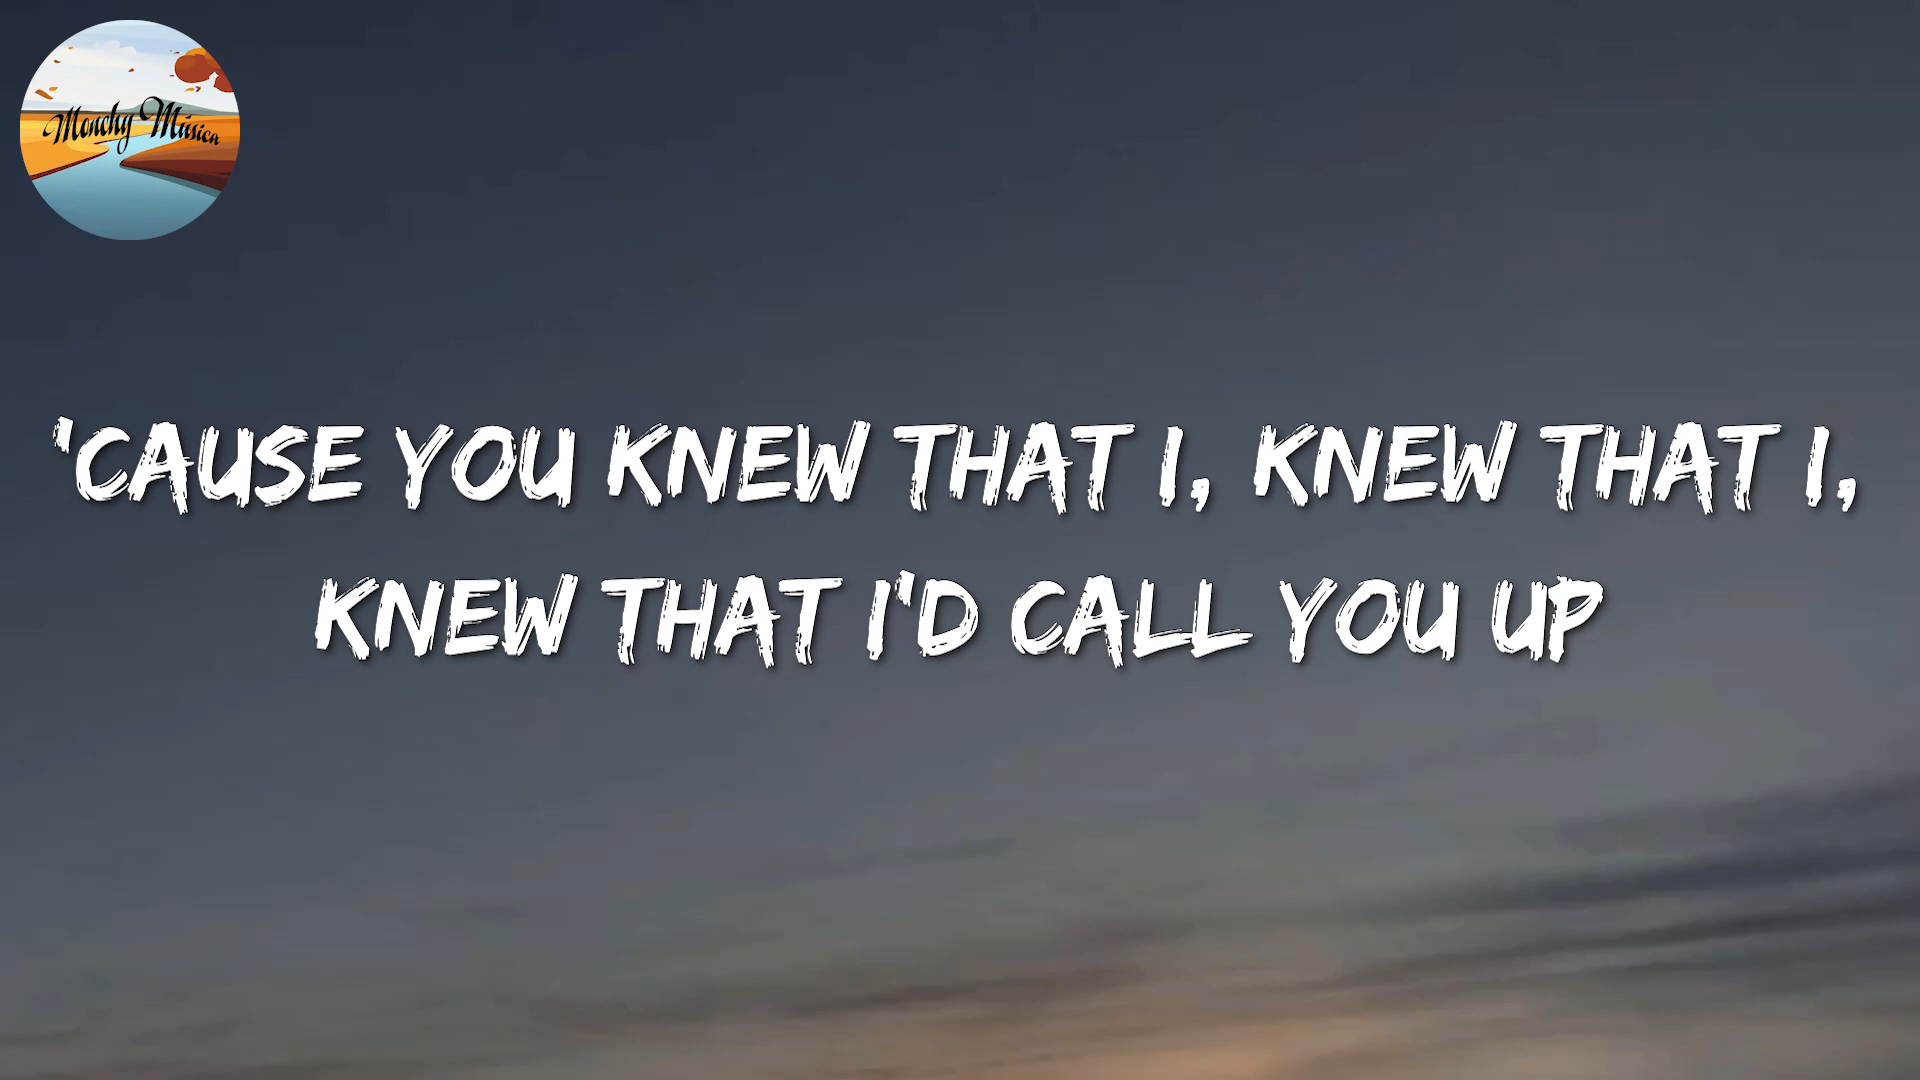 Monchy Música
'CAUSE YOU KNEW THAT I, KNEW THAT I,
KNEW THAT I'D CALL YOU UP